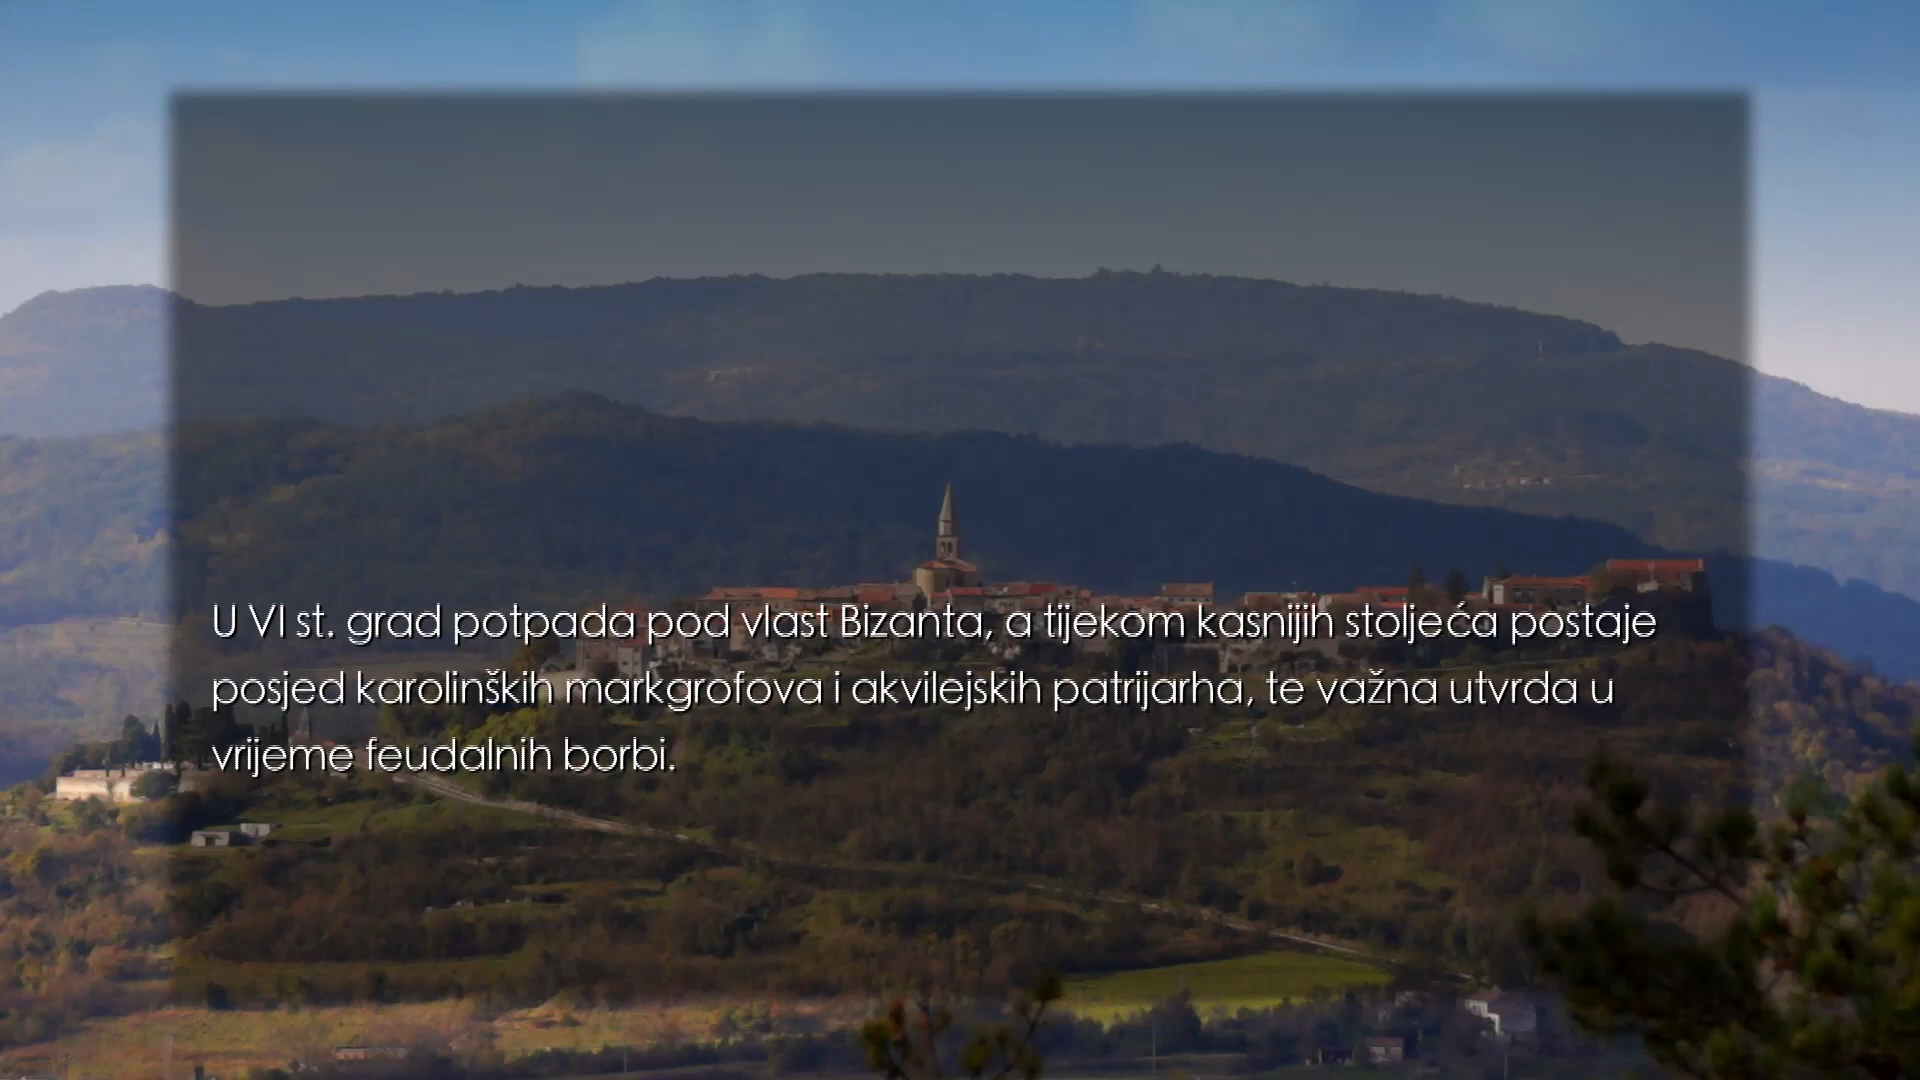 U VI st. grad potpada pod vlast Bizanta, a tijekom kasnijih stoljeća postaje
posjed karolinških markgrofova i akvilejskih patrijarha, te važna utvrda u
vrijeme feudalnih borbi.